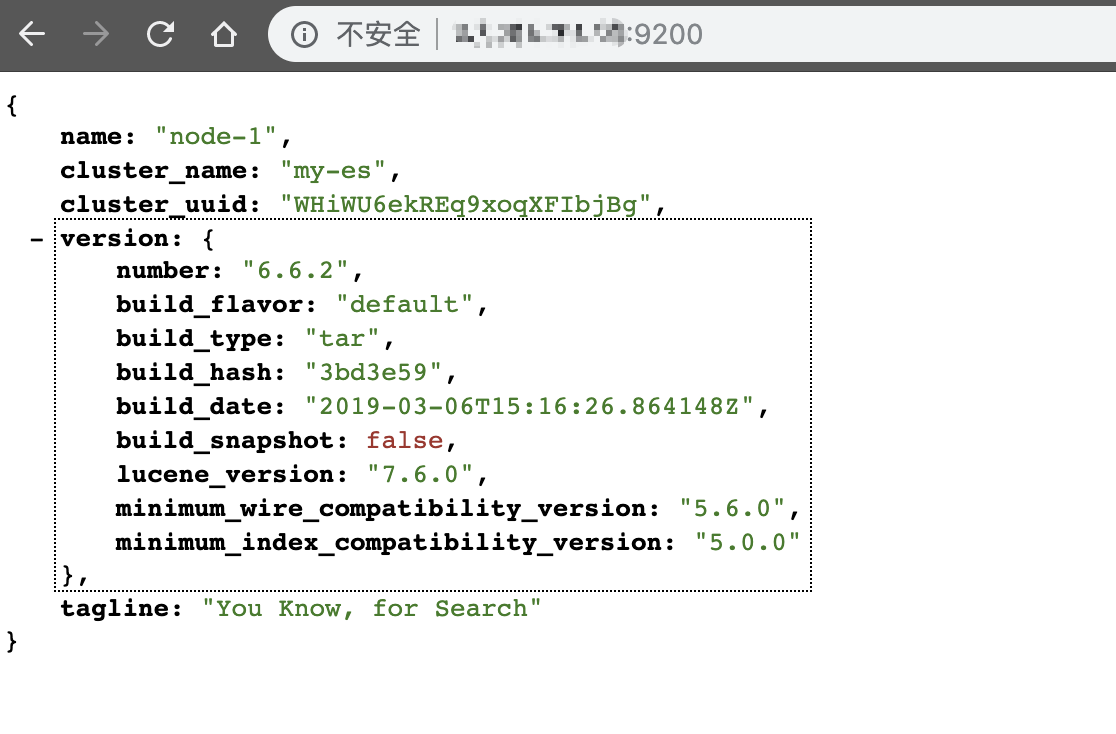 不安全 :9200
{
name: "node-1",
cluster_name: "my-es",
cluster_uuid: "WHiWU6ekREq9xoqXFIbjBg",
- version: {
number: "6.6.2",
build_flavor: "default",
build_type: "tar",
build_hash: "3bd3e59",
build_date: "2019-03-06T15:16:26.864148Z",
build_snapshot: false,
lucene_version: "7.6.0",
minimum_wire_compatibility_version: "5.6.0",
minimum_index_compatibility_version: "5.0.0"
},
tagline: "You Know, for Search"
}